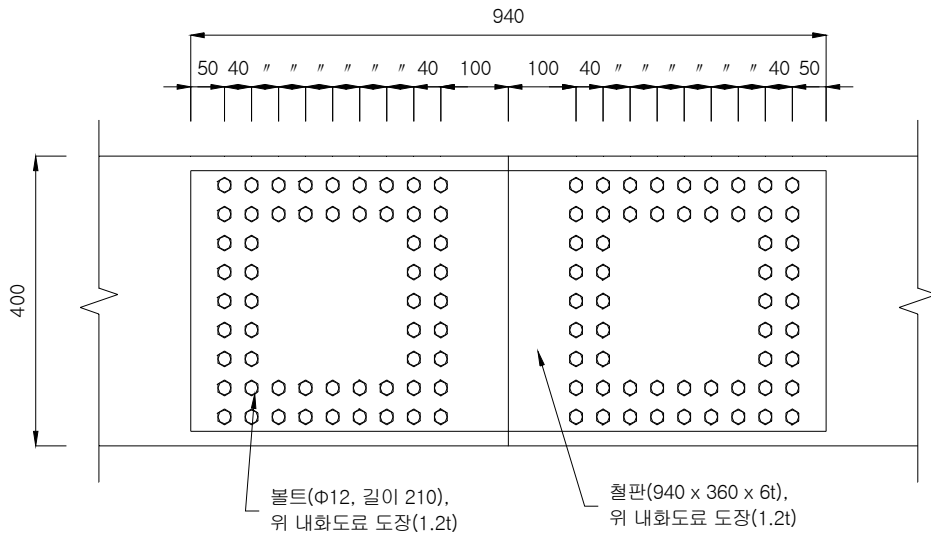 940
50 40 〃 〃 〃 〃 〃 〃 40 100 100 40 〃 〃 〃 〃 〃 〃 40 50
400
볼트(Φ12, 길이 210),
위 내화도료 도장(1.2t)
철판(940 x 360 x 6t),
위 내화도료 도장(1.2t)